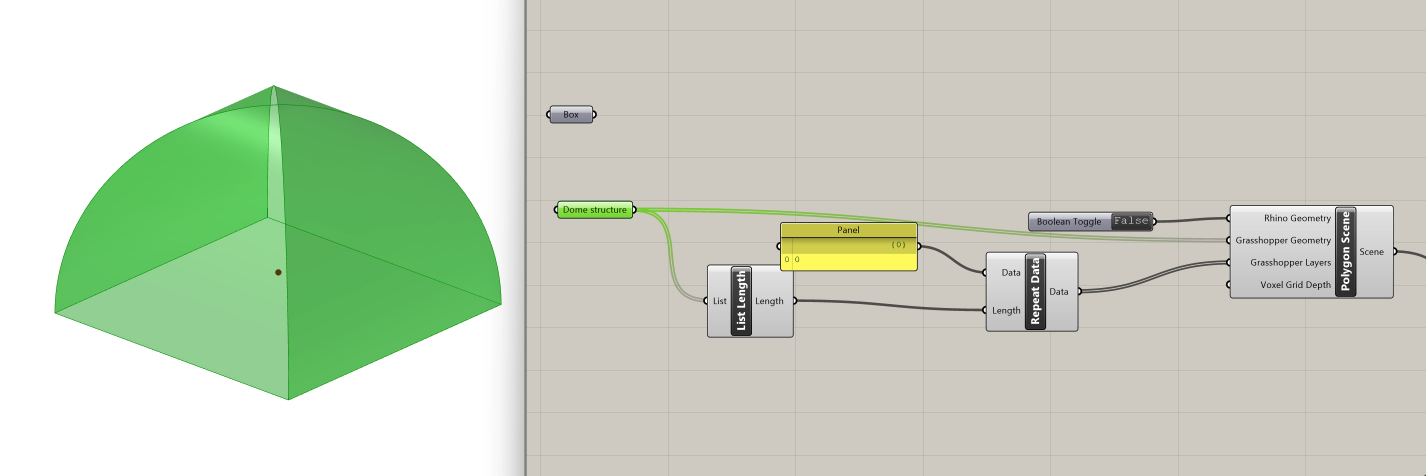 Box
Dome structure
Panel
{0}
0 0
List
List Length
Length
Boolean Toggle
False
Data
Length
Repeat Data
Data
Rhino Geometry
Grasshopper Geometry
Grasshopper Layers
Voxel Grid Depth
Polygon Scene
Scene